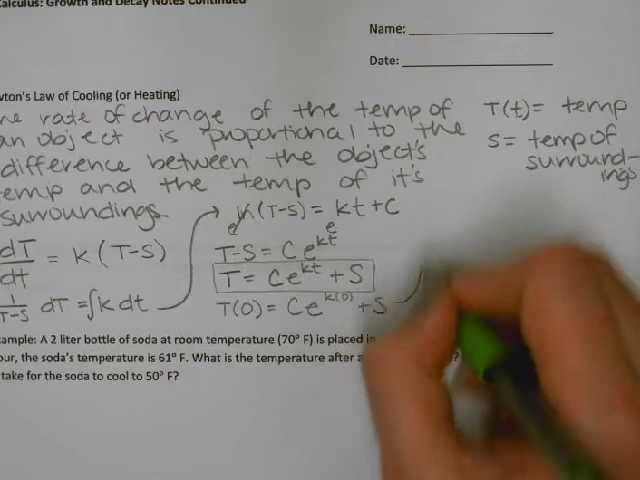 Calculus: Growth and Decay Notes Continued
Name:
Date:
wton's Law of Cooling (or Heating)
he rate of change of the temp of
an object is proportional to the
difference between the object's
temp and the temp of it's
surroundings.
T(t) = temp
S = temp of
surround-
ings
dT/dt = K(T-S)
1/T-S dT = ∫k dt
(T-S) = kt + C
T-S = Ce^kt
T = Ce^kt + S
T(0) = Ce^k(0) + S
ample: A 2 liter bottle of soda at room temperature (70° F) is placed in
our, the soda's temperature is 61° F. What is the temperature after a
take for the soda to cool to 50° F?